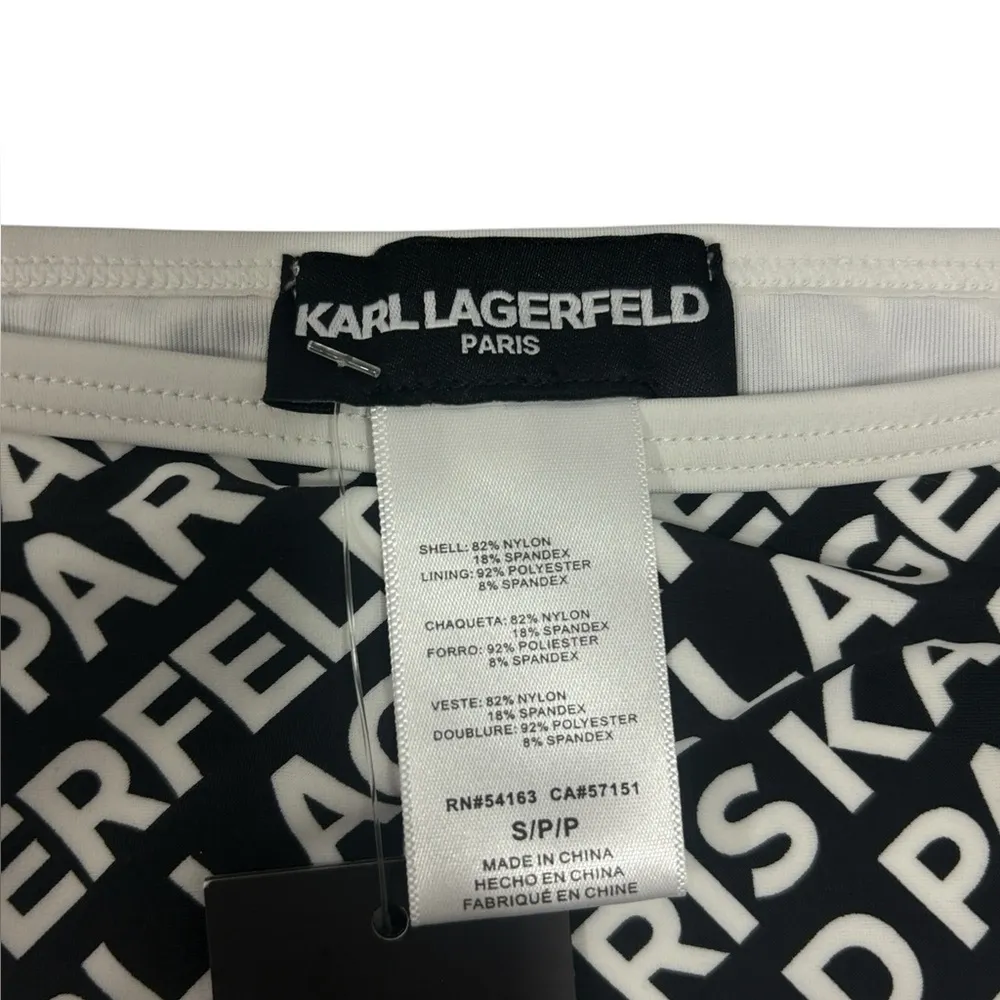 KARL LAGERFELD
PARIS
SHELL: 82% NYLON
18% SPANDEX
LINING: 92% POLYESTER
8% SPANDEX
CHAQUETA: 82% NYLON
18% SPANDEX
FORRO: 92% POLIESTER
8% SPANDEX
VESTE: 82% NYLON
18% SPANDEX
DOUBLURE: 92% POLYESTER
8% SPANDEX
RN#54163 CA#57151
S/P/P
MADE IN CHINA
HECHO EN CHINA
FABRIQUÉ EN CHINE